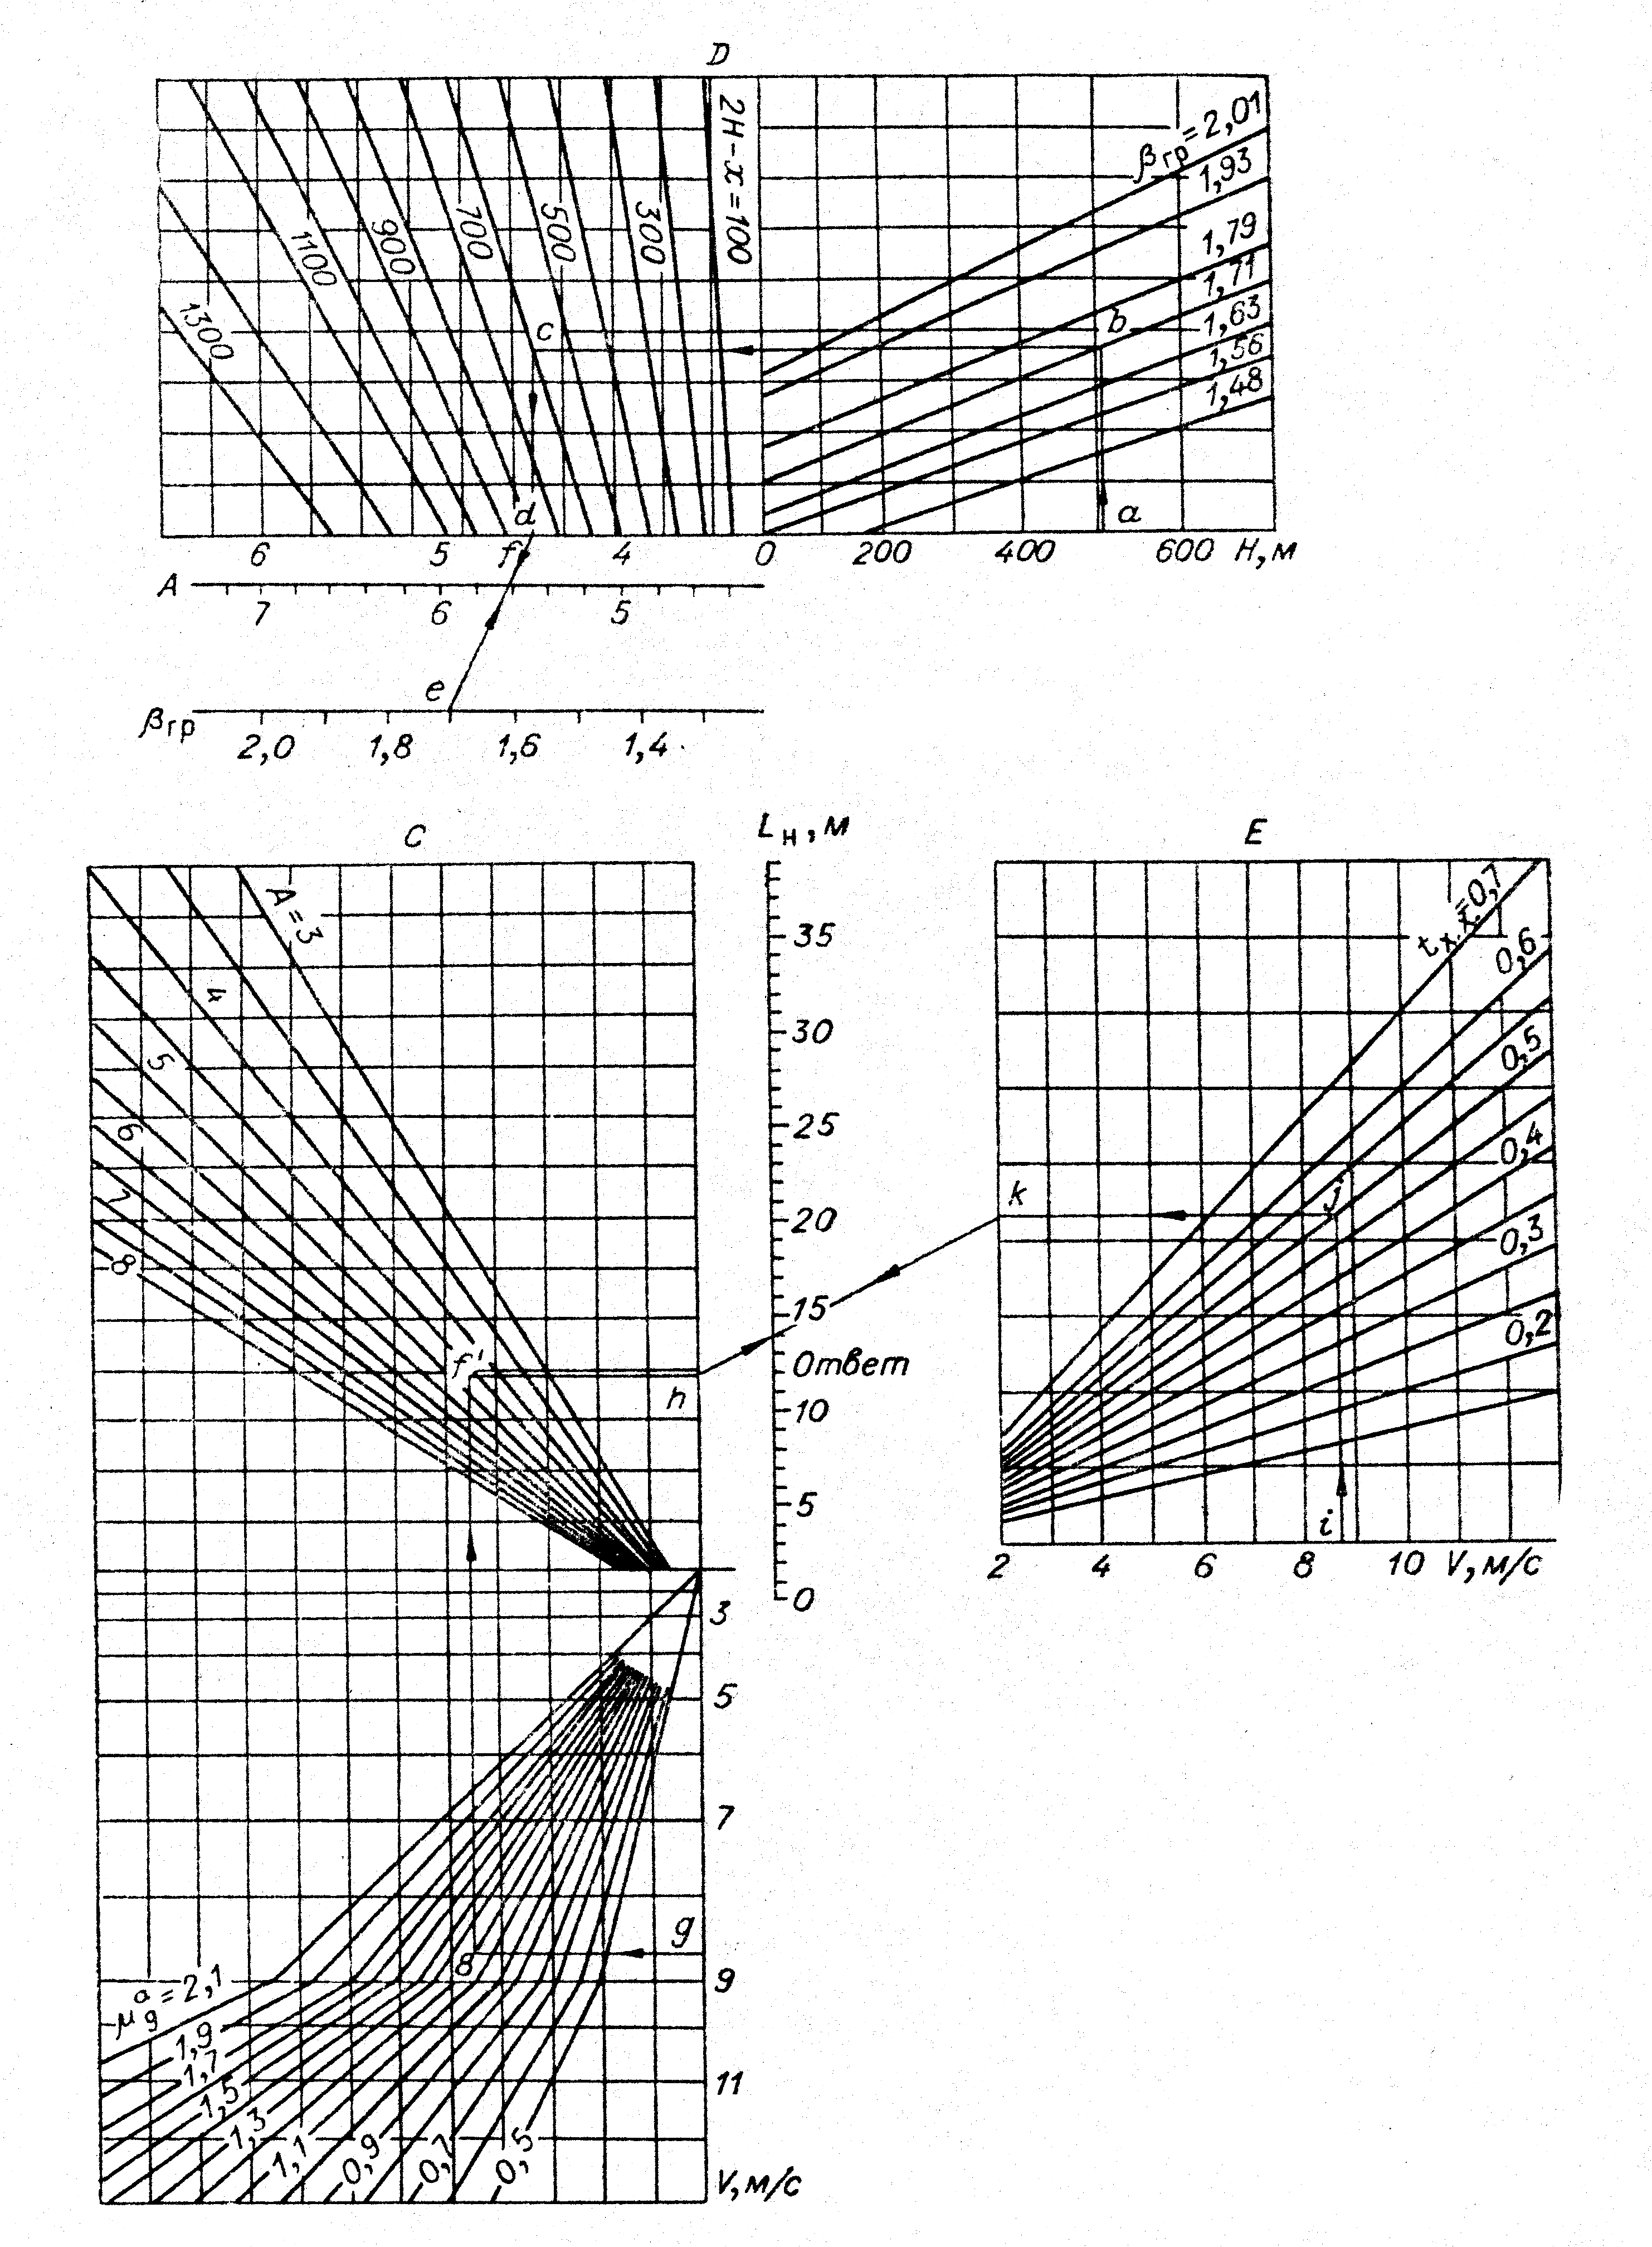 D
2H-x=100
300
500
700
900
1100
1300
βгр=2,01
1,93
1,79
1,71
1,63
1,56
1,48
c
b
a
d
6 5 f 4 0 200 400 600 H, м
A
7 6 5
e
βгр
2,0 1,8 1,6 1,4
C
A=3
4
5
6
7
8
f'
h
Lн, м
35
30
25
20
15
Ответ
10
5
0
E
tх.х.=0,7
0,6
0,5
0,4
0,3
0,2
k
j
i
2 4 6 8 10 V, м/с
3
5
7
g
8
9
11
V, м/с
μ^a_g=2,1
1,9
1,7
1,5
1,3
1,1
0,9
0,7
0,5